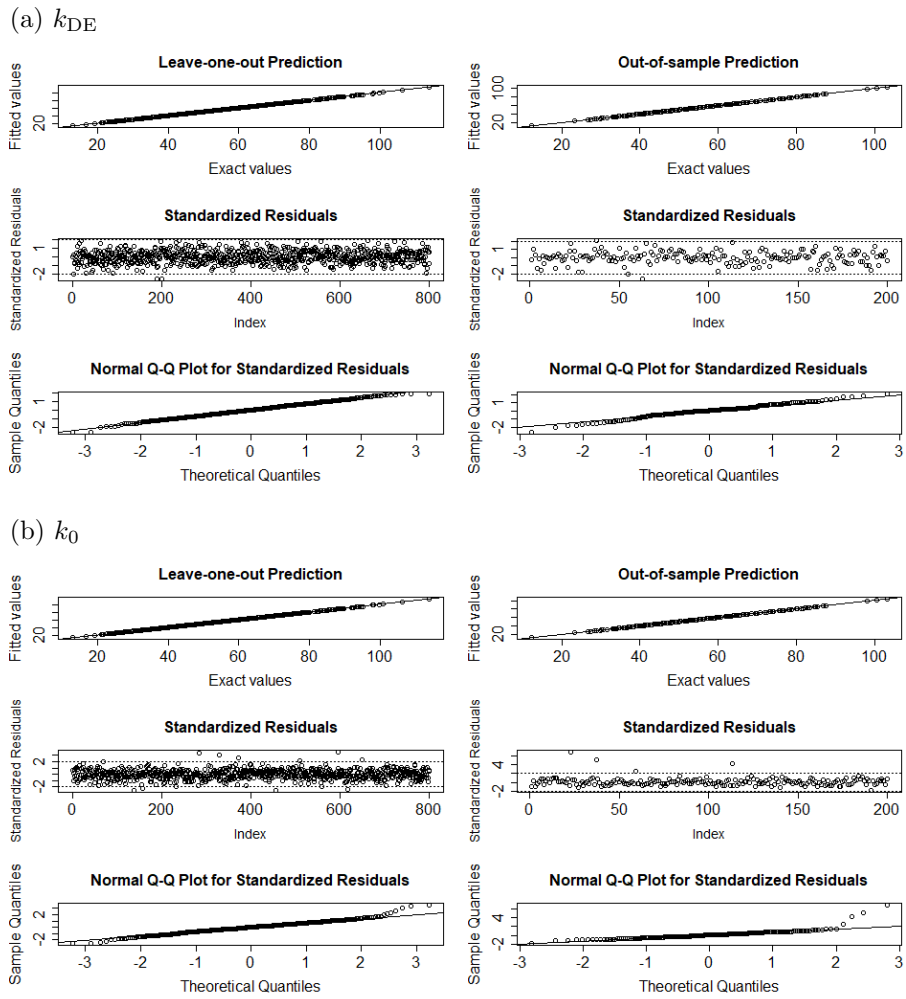 (a) k_DE
Leave-one-out Prediction
Fitted values
20
20 40 60 80 100
Exact values
Out-of-sample Prediction
Fitted values
20 100
20 40 60 80 100
Exact values
Standardized Residuals
Standardized Residuals
-2 1
0 200 400 600 800
Index
Standardized Residuals
Standardized Residuals
-2 1
0 50 100 150 200
Index
Normal Q-Q Plot for Standardized Residuals
Sample Quantiles
-2 1
-3 -2 -1 0 1 2 3
Theoretical Quantiles
Normal Q-Q Plot for Standardized Residuals
Sample Quantiles
-2 1
-3 -2 -1 0 1 2 3
Theoretical Quantiles
(b) k_0
Leave-one-out Prediction
Fitted values
20
20 40 60 80 100
Exact values
Out-of-sample Prediction
Fitted values
20
20 40 60 80 100
Exact values
Standardized Residuals
Standardized Residuals
-2 2
0 200 400 600 800
Index
Standardized Residuals
Standardized Residuals
-2 4
0 50 100 150 200
Index
Normal Q-Q Plot for Standardized Residuals
Sample Quantiles
-2 2
-3 -2 -1 0 1 2 3
Theoretical Quantiles
Normal Q-Q Plot for Standardized Residuals
Sample Quantiles
-2 4
-3 -2 -1 0 1 2 3
Theoretical Quantiles